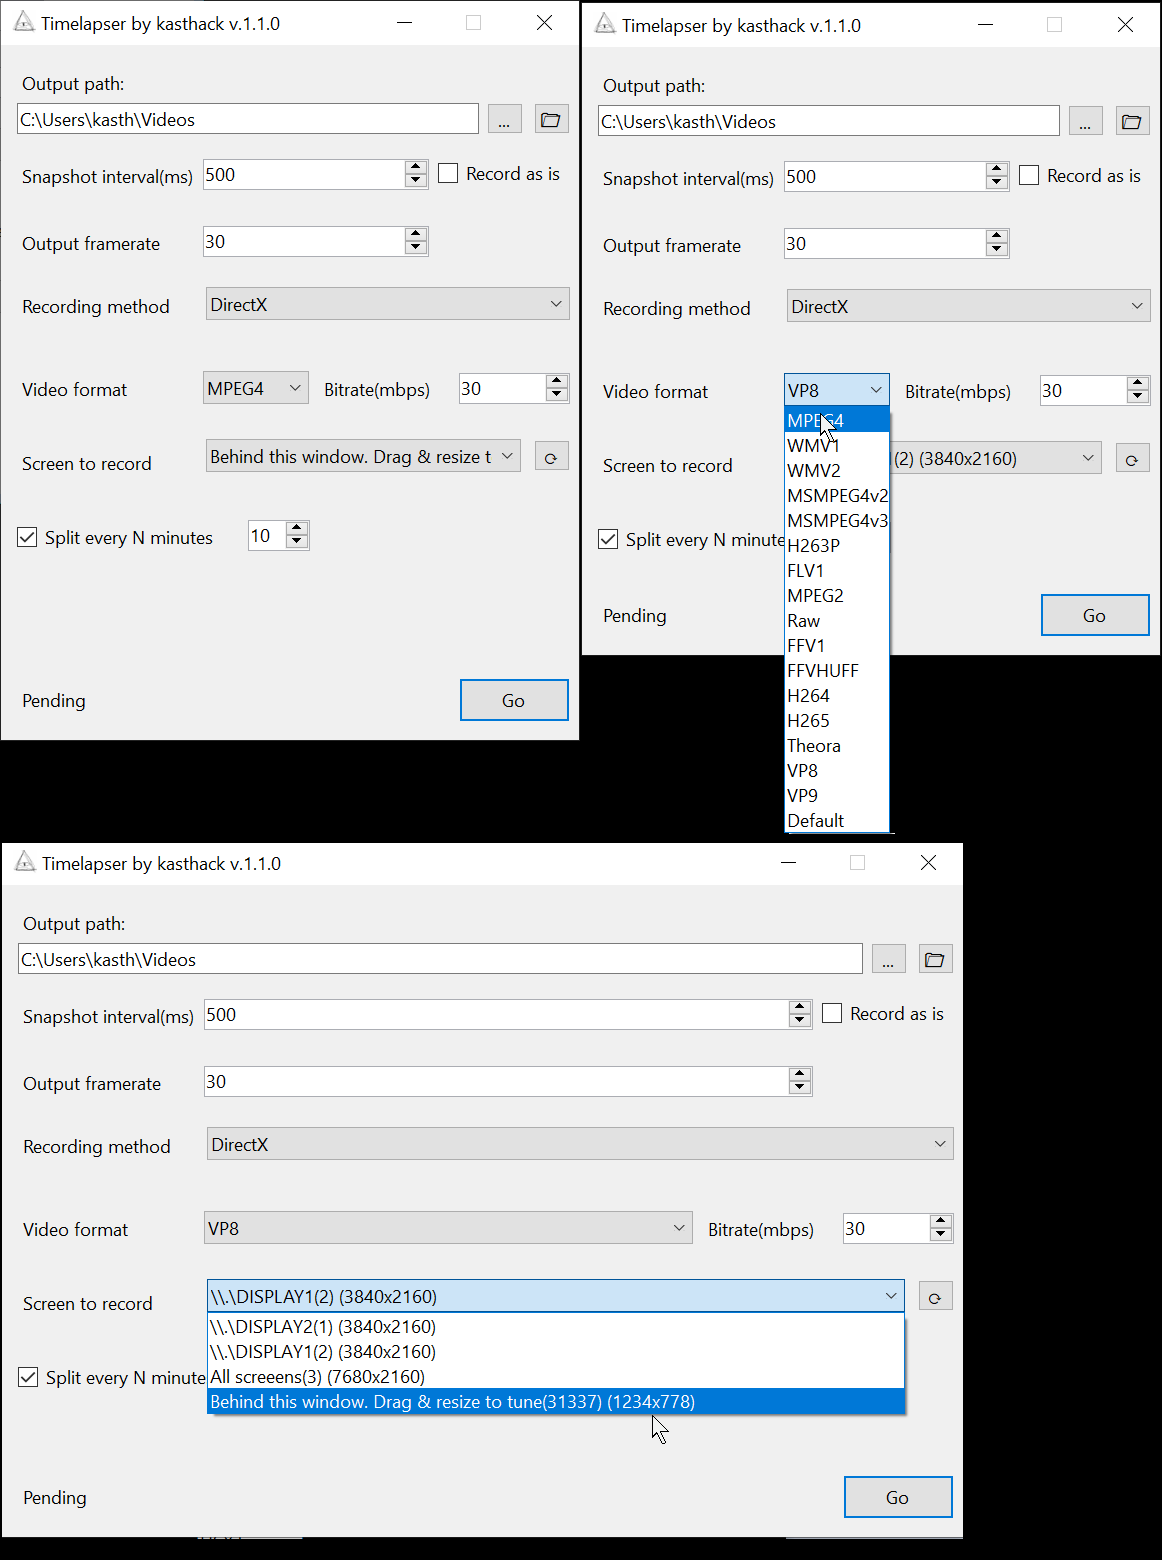 Timelapser by kasthack v.1.1.0
Output path:
C:\Users\kasth\Videos
...
Snapshot interval(ms) 500 Record as is
Output framerate 30
Recording method DirectX
Video format MPEG4 Bitrate(mbps) 30
Screen to record Behind this window. Drag & resize t
Split every N minutes 10
Pending Go
Timelapser by kasthack v.1.1.0
Output path:
C:\Users\kasth\Videos
...
Snapshot interval(ms) 500 Record as is
Output framerate 30
Recording method DirectX
Video format VP8 Bitrate(mbps) 30
MPEG4
WMV1
WMV2
MSMPEG4v2
MSMPEG4v3
H263P
FLV1
MPEG2
Raw
FFV1
FFVHUFF
H264
H265
Theora
VP8
VP9
Default
Screen to record (2) (3840x2160)
Split every N minute
Pending Go
Timelapser by kasthack v.1.1.0
Output path:
C:\Users\kasth\Videos
...
Snapshot interval(ms) 500 Record as is
Output framerate 30
Recording method DirectX
Video format VP8 Bitrate(mbps) 30
Screen to record \\.\DISPLAY1(2) (3840x2160)
\\.\DISPLAY2(1) (3840x2160)
\\.\DISPLAY1(2) (3840x2160)
All screeens(3) (7680x2160)
Behind this window. Drag & resize to tune(31337) (1234x778)
Split every N minute
Pending Go